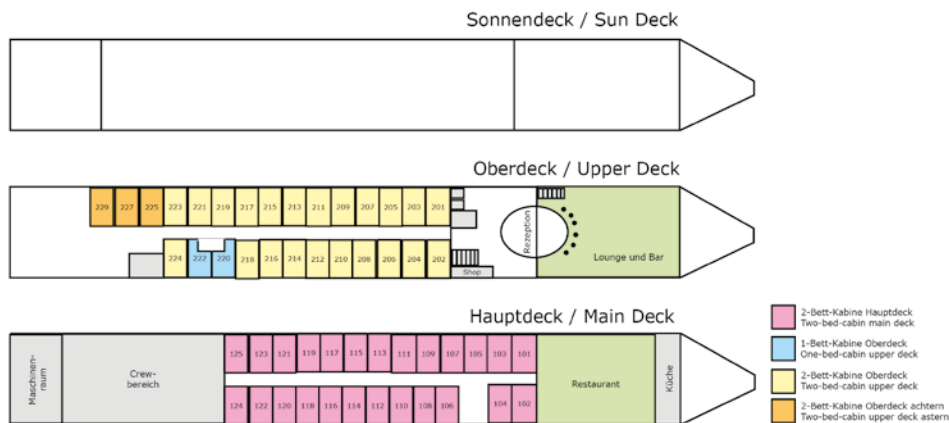 Sonnendeck / Sun Deck
Oberdeck / Upper Deck
229 227 225 223 221 219 217 215 213 211 209 207 205 203 201
Rezeption
224 222 220 218 216 214 212 210 208 206 204 202
Shop
Lounge und Bar
Hauptdeck / Main Deck
Maschinen-
raum
Crew-
bereich
125 123 121 119 117 115 113 111 109 107 105 103 101
124 122 120 118 116 114 112 110 108 106 104 102
Restaurant
Küche
2-Bett-Kabine Hauptdeck
Two-bed-cabin main deck
1-Bett-Kabine Oberdeck
One-bed-cabin upper deck
2-Bett-Kabine Oberdeck
Two-bed-cabin upper deck
2-Bett-Kabine Oberdeck achtern
Two-bed-cabin upper deck astern